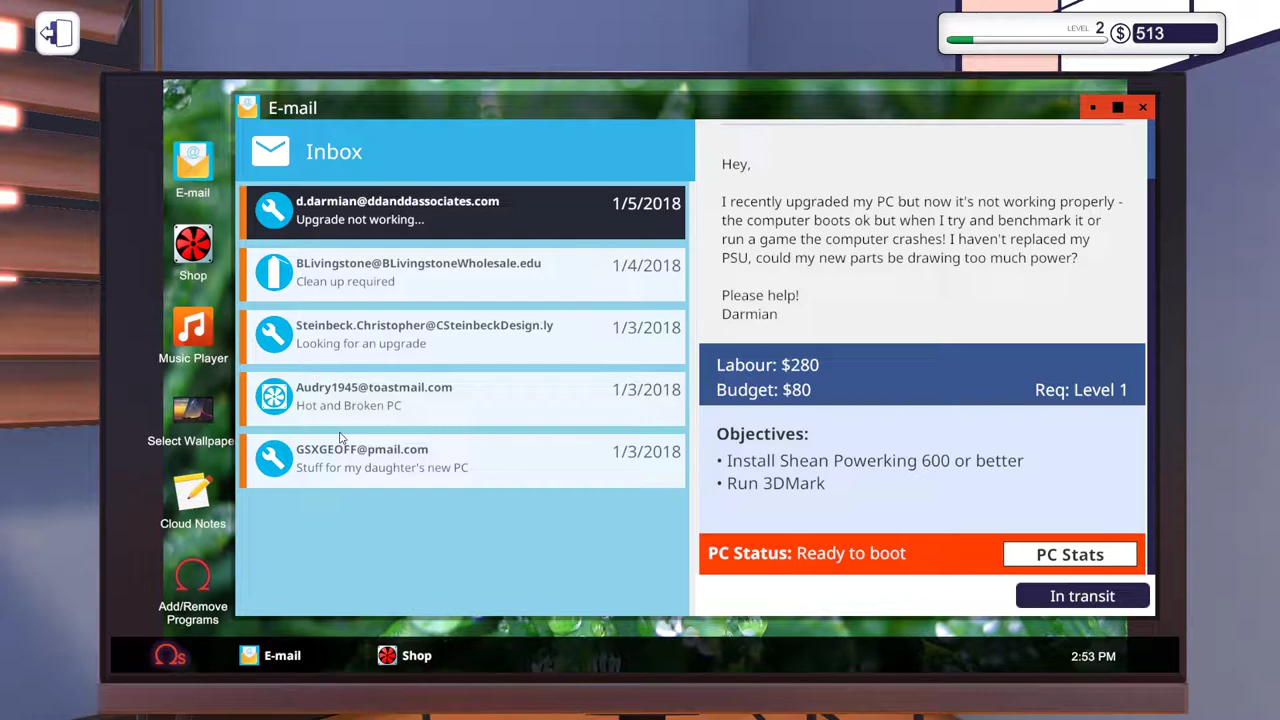 LEVEL 2 $ 513
E-mail
Inbox
d.darmian@ddanddassociates.com 1/5/2018
Upgrade not working...
BLivingstone@BLivingstoneWholesale.edu 1/4/2018
Clean up required
Steinbeck.Christopher@CSteinbeckDesign.ly 1/3/2018
Looking for an upgrade
Audry1945@toastmail.com 1/3/2018
Hot and Broken PC
GSXGEOFF@pmail.com 1/3/2018
Stuff for my daughter's new PC
Hey,
I recently upgraded my PC but now it's not working properly -
the computer boots ok but when I try and benchmark it or
run a game the computer crashes! I haven't replaced my
PSU, could my new parts be drawing too much power?
Please help!
Darmian
Labour: $280
Budget: $80 Req: Level 1
Objectives:
• Install Shean Powerking 600 or better
• Run 3DMark
PC Status: Ready to boot PC Stats
In transit
E-mail
Shop
Music Player
Select Wallpape
Cloud Notes
Add/Remove
Programs
Ωs E-mail Shop 2:53 PM